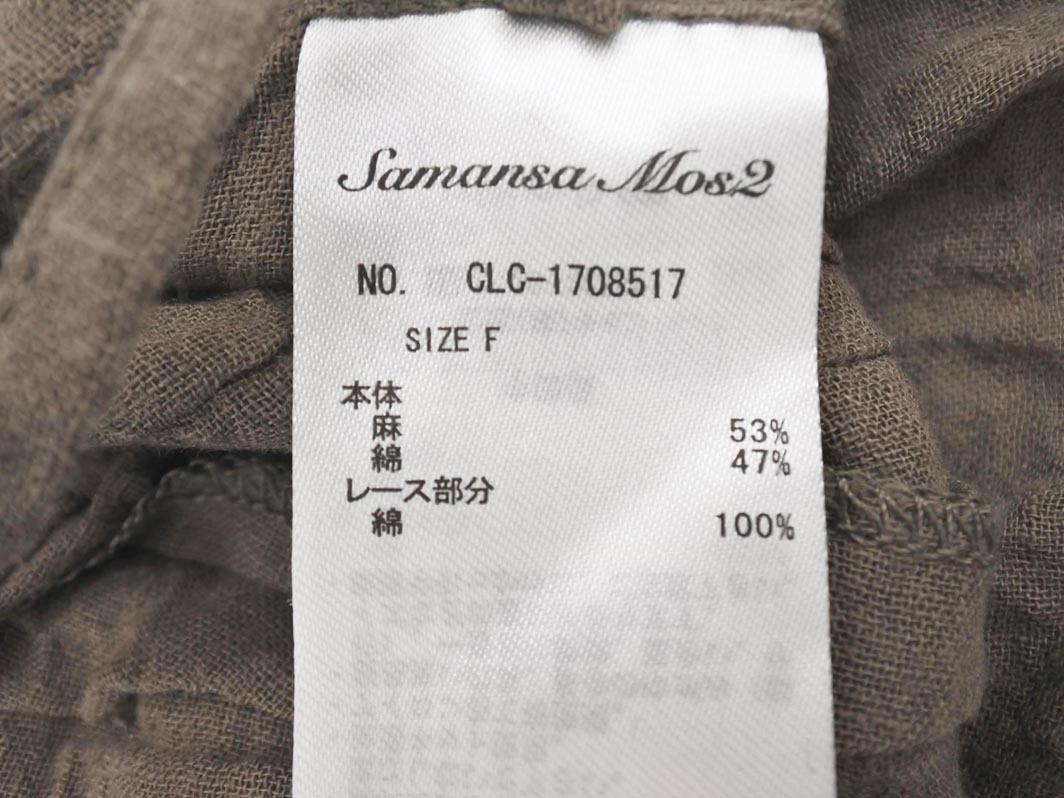 Samansa Mos2
NO. CLC-1708517
SIZE F
本体
麻 53%
綿 47%
レース部分
綿 100%